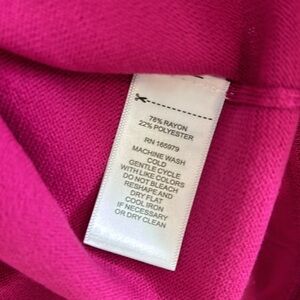 78% RAYON
22% POLYESTER
RN 165979
MACHINE WASH
COLD
GENTLE CYCLE
WITH LIKE COLORS
DO NOT BLEACH
RESHAPE AND
DRY FLAT
COOL IRON
IF NECESSARY
OR DRY CLEAN